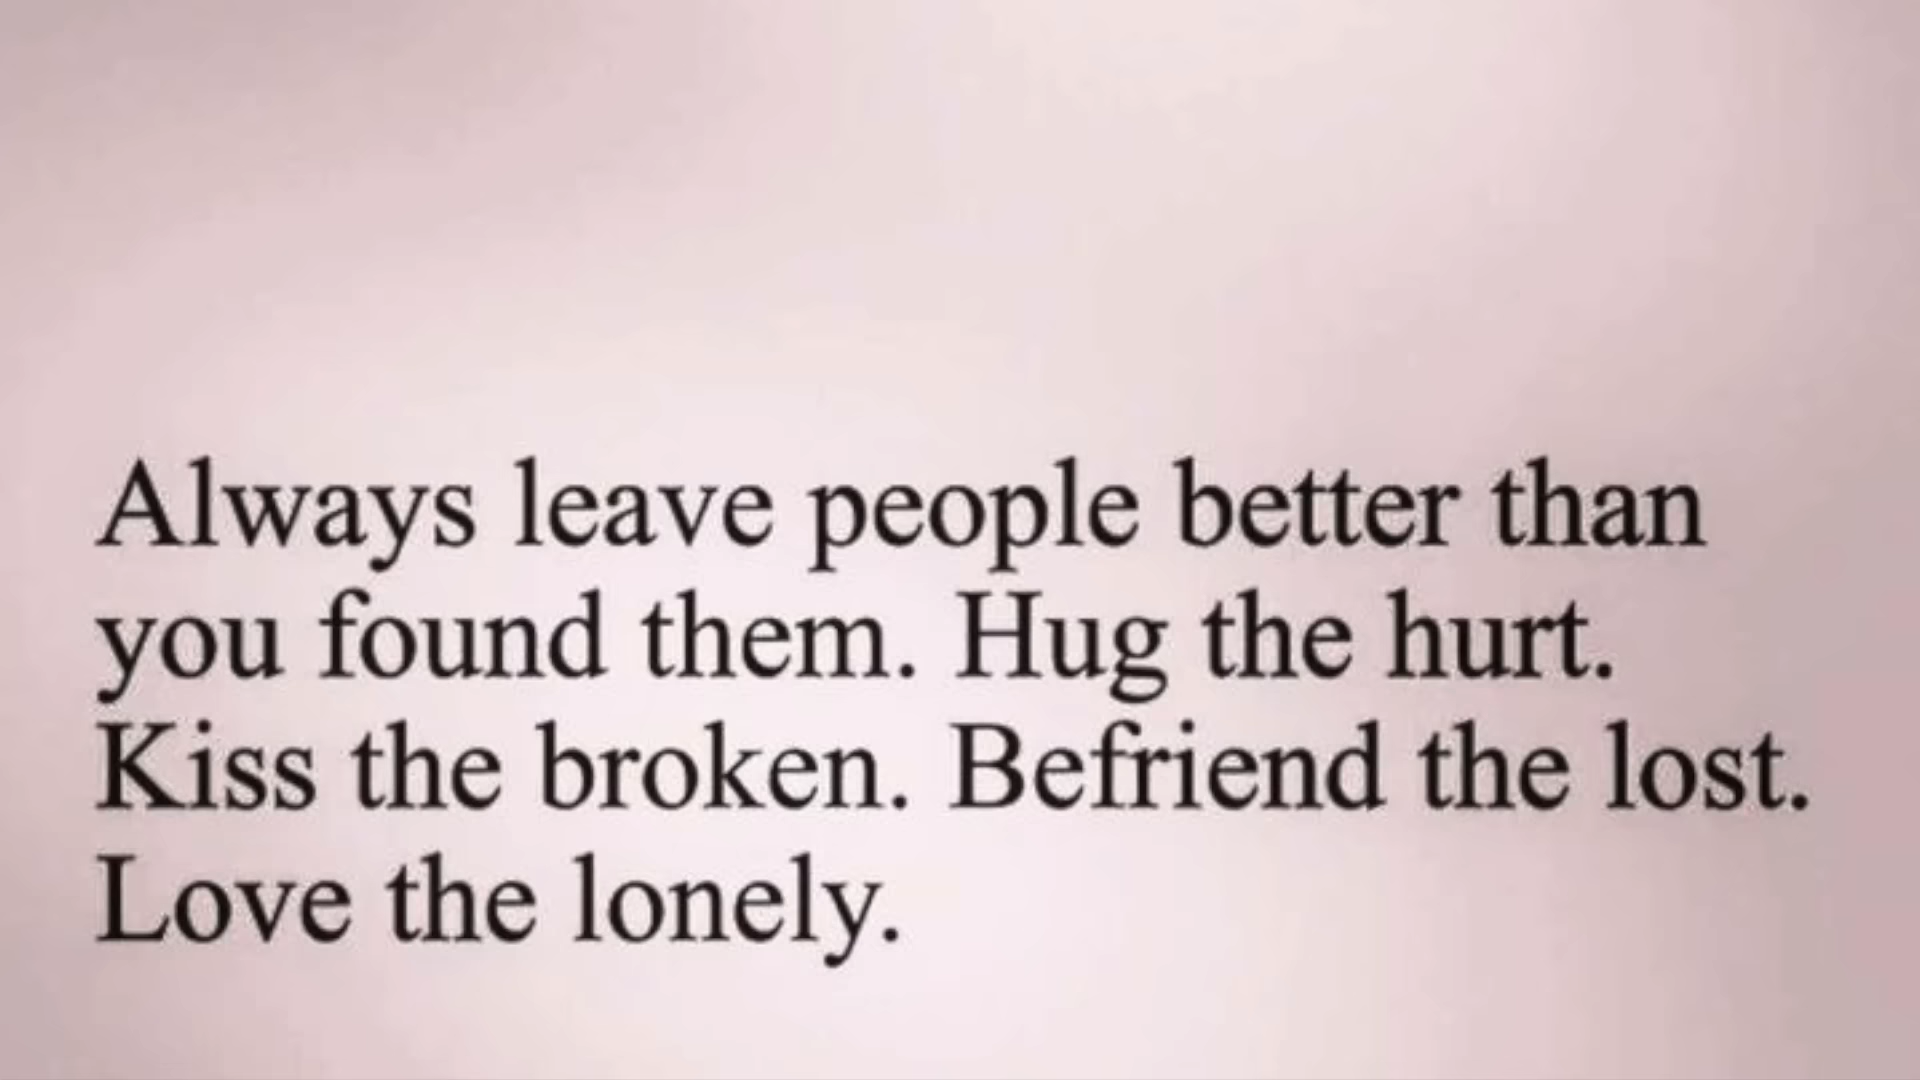 Always leave people better than
you found them. Hug the hurt.
Kiss the broken. Befriend the lost.
Love the lonely.